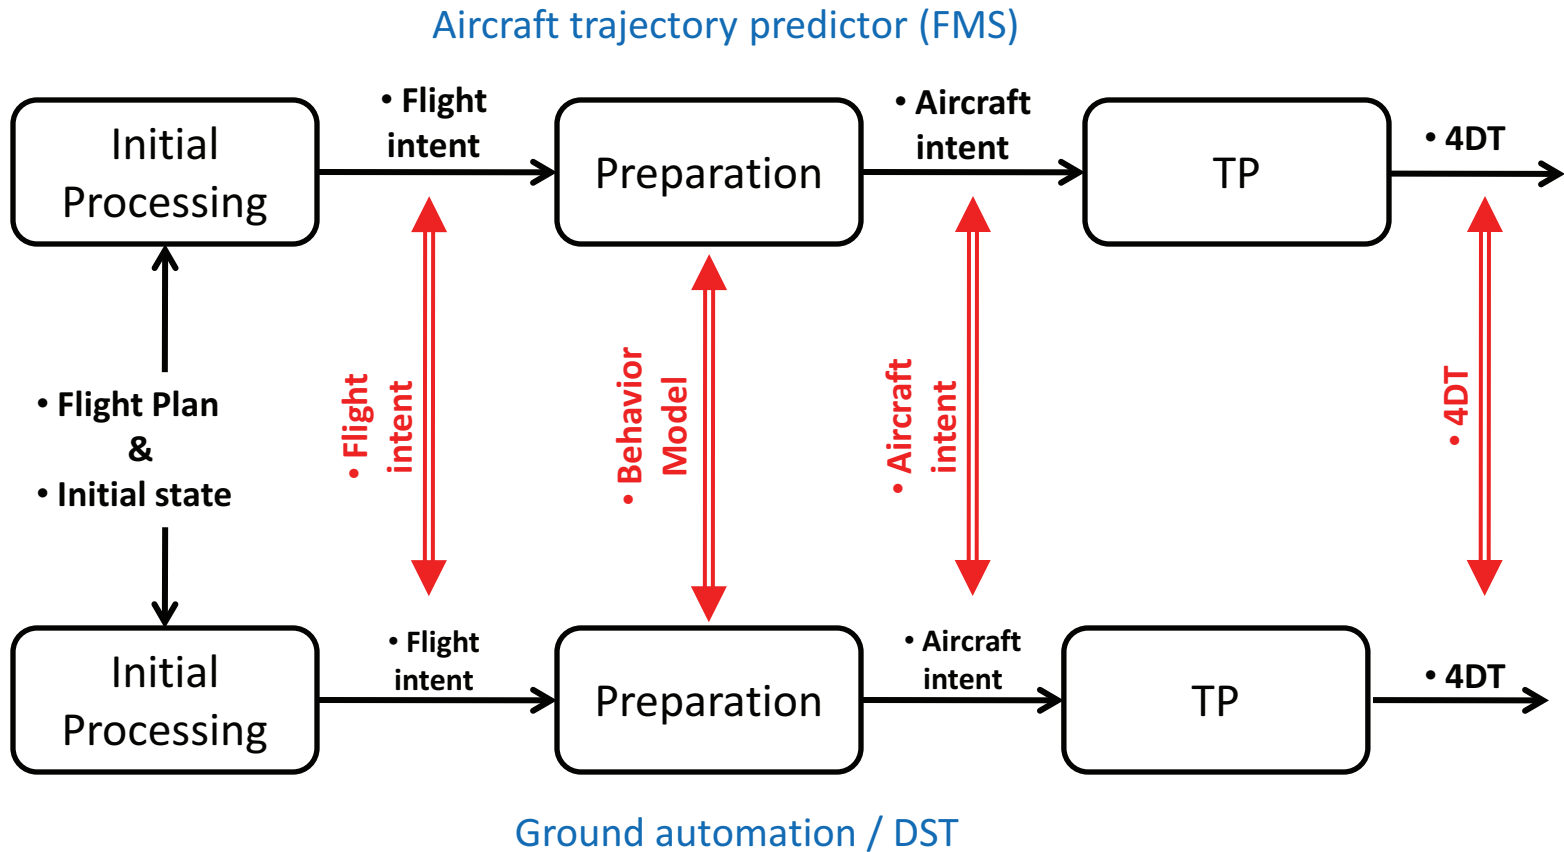 Aircraft trajectory predictor (FMS)
Initial
Processing
• Flight
intent
Preparation
• Aircraft
intent
TP
• 4DT
• Flight Plan
&
• Initial state
• Flight
intent
• Behavior
Model
• Aircraft
intent
• 4DT
Initial
Processing
• Flight
intent
Preparation
• Aircraft
intent
TP
• 4DT
Ground automation / DST